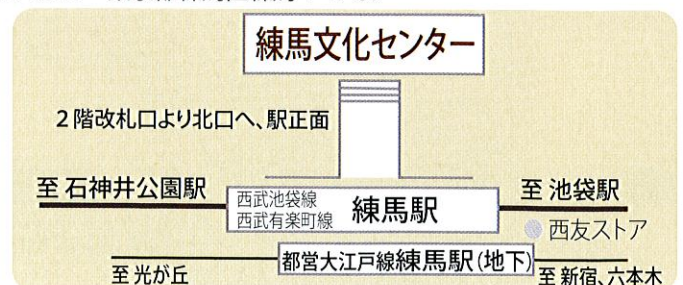 練馬文化センター
2階改札口より北口へ、駅正面
至 石神井公園駅
西武池袋線
西武有楽町線
練馬駅
至 池袋駅
西友ストア
都営大江戸線練馬駅(地下)
至 光が丘
至 新宿、六本木